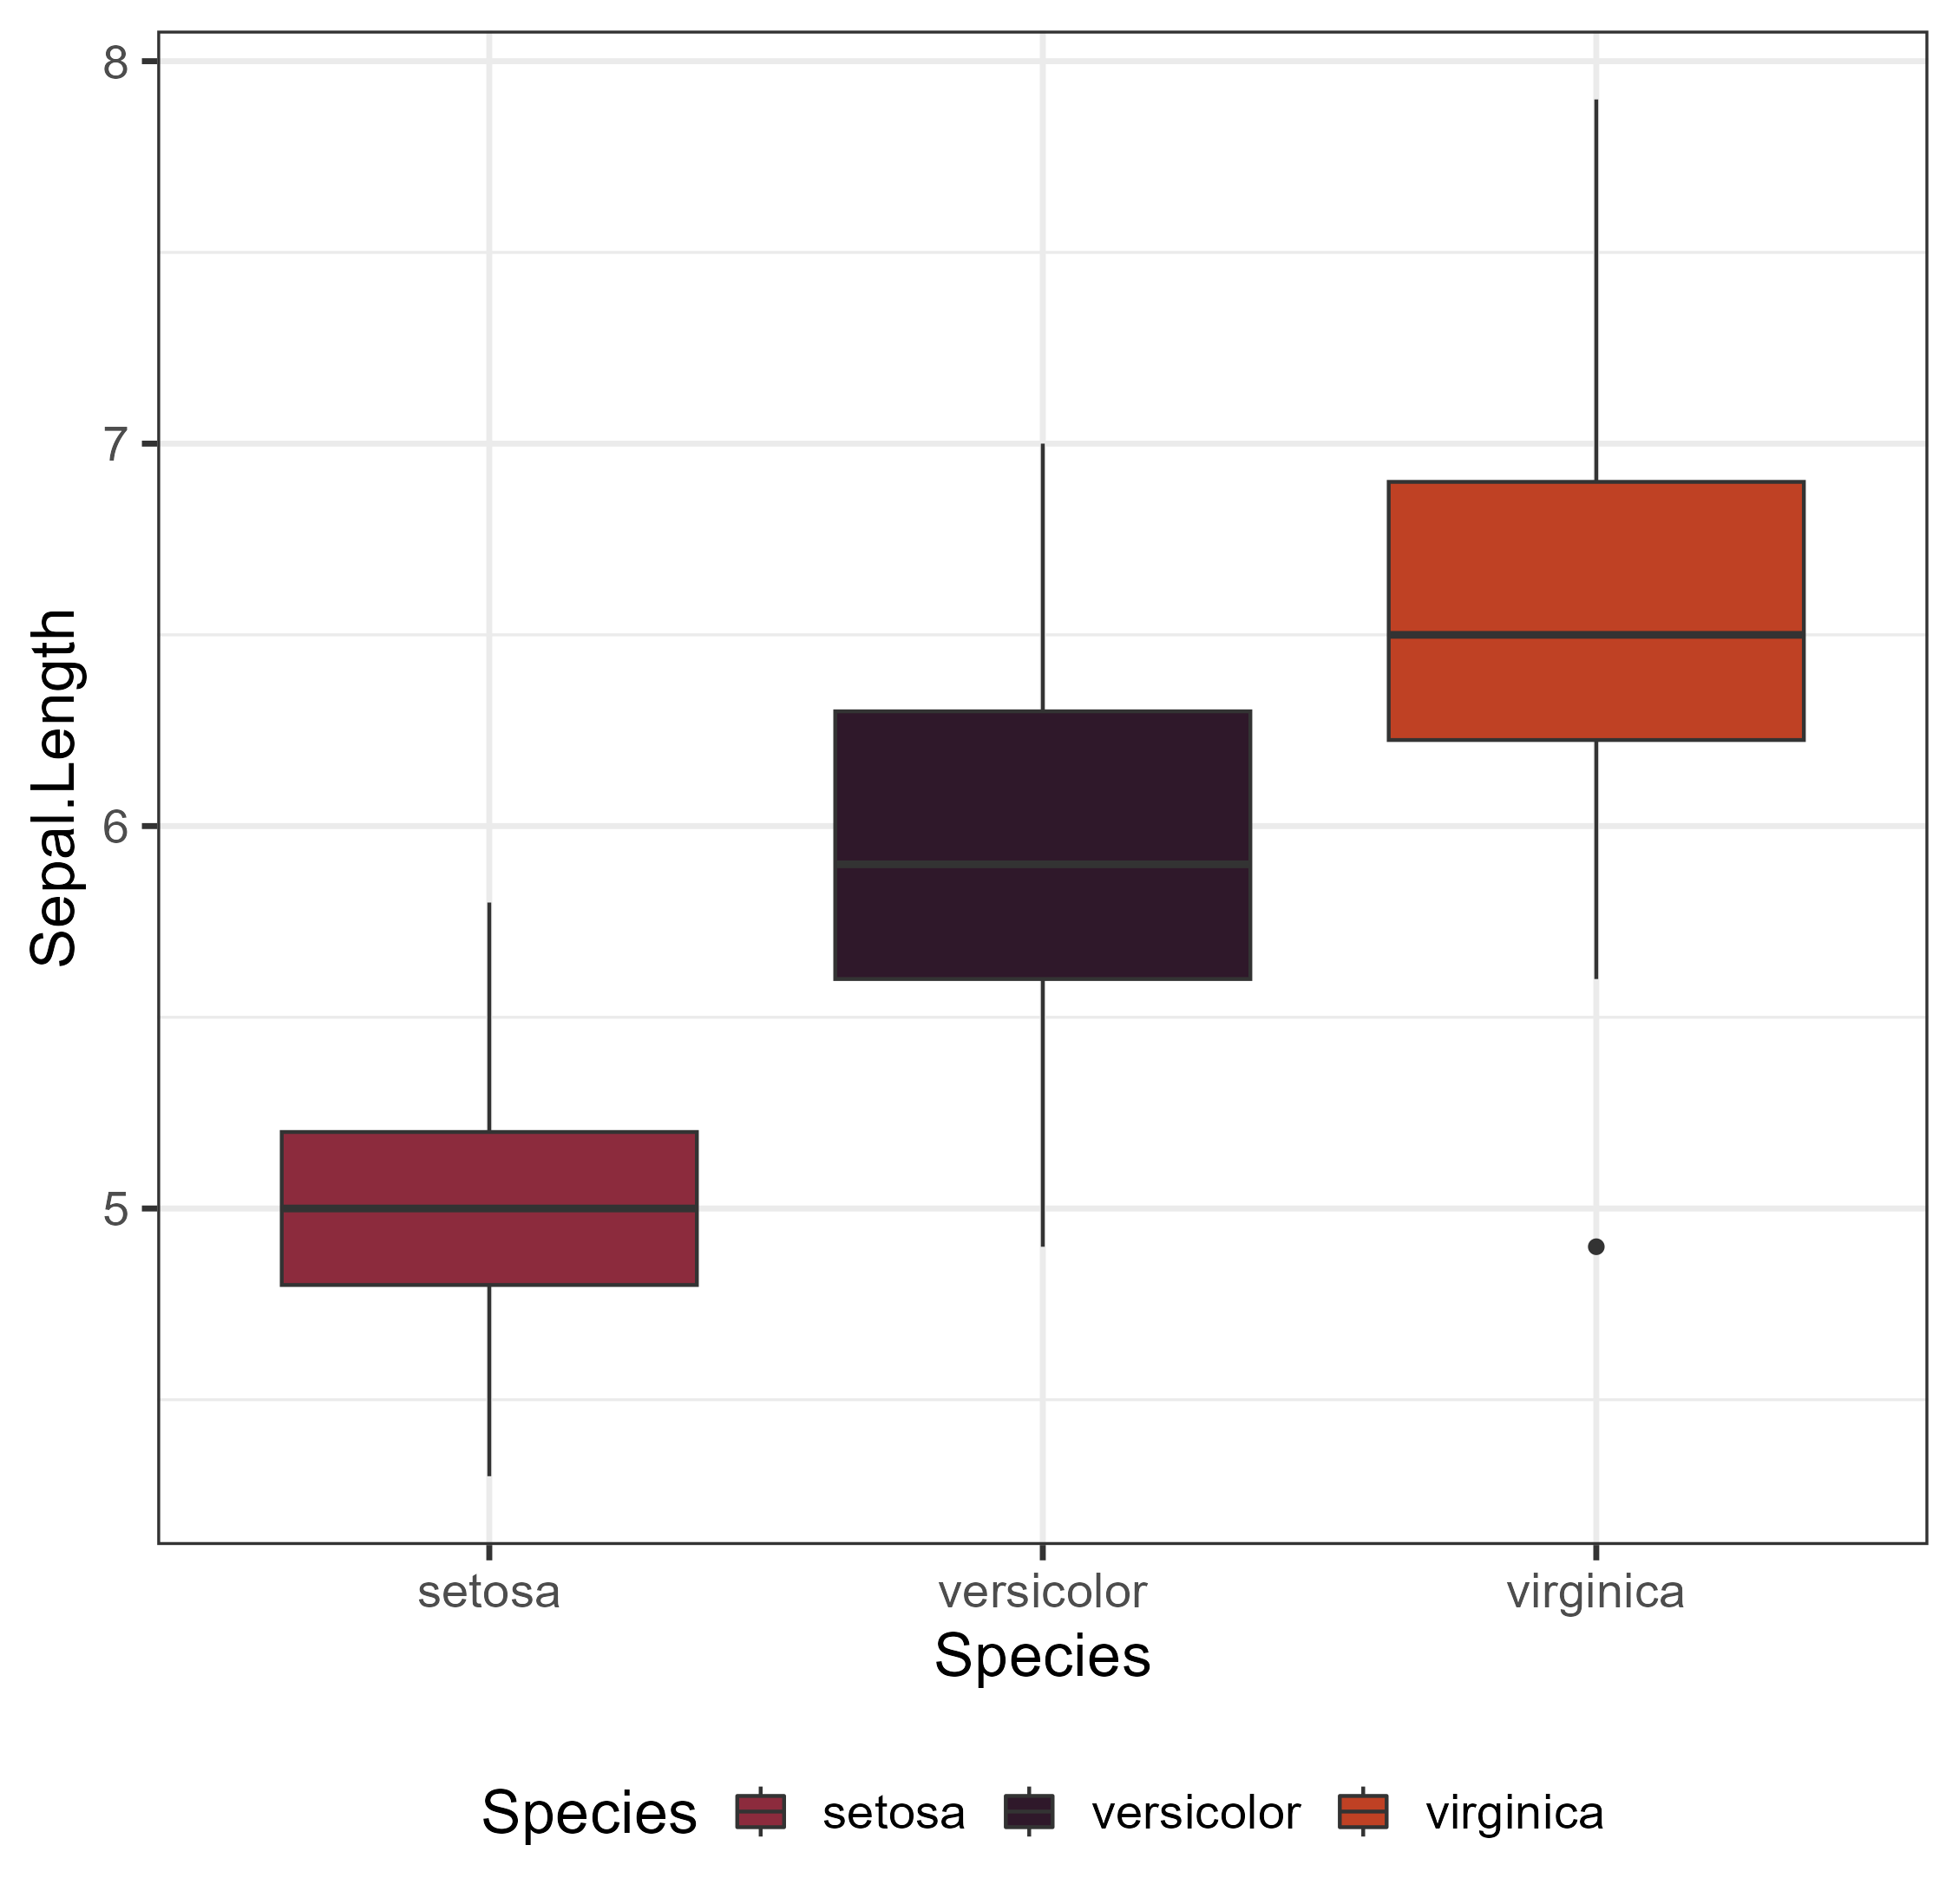 8
7
6
5
Sepal.Length
setosa versicolor virginica
Species
Species setosa versicolor virginica